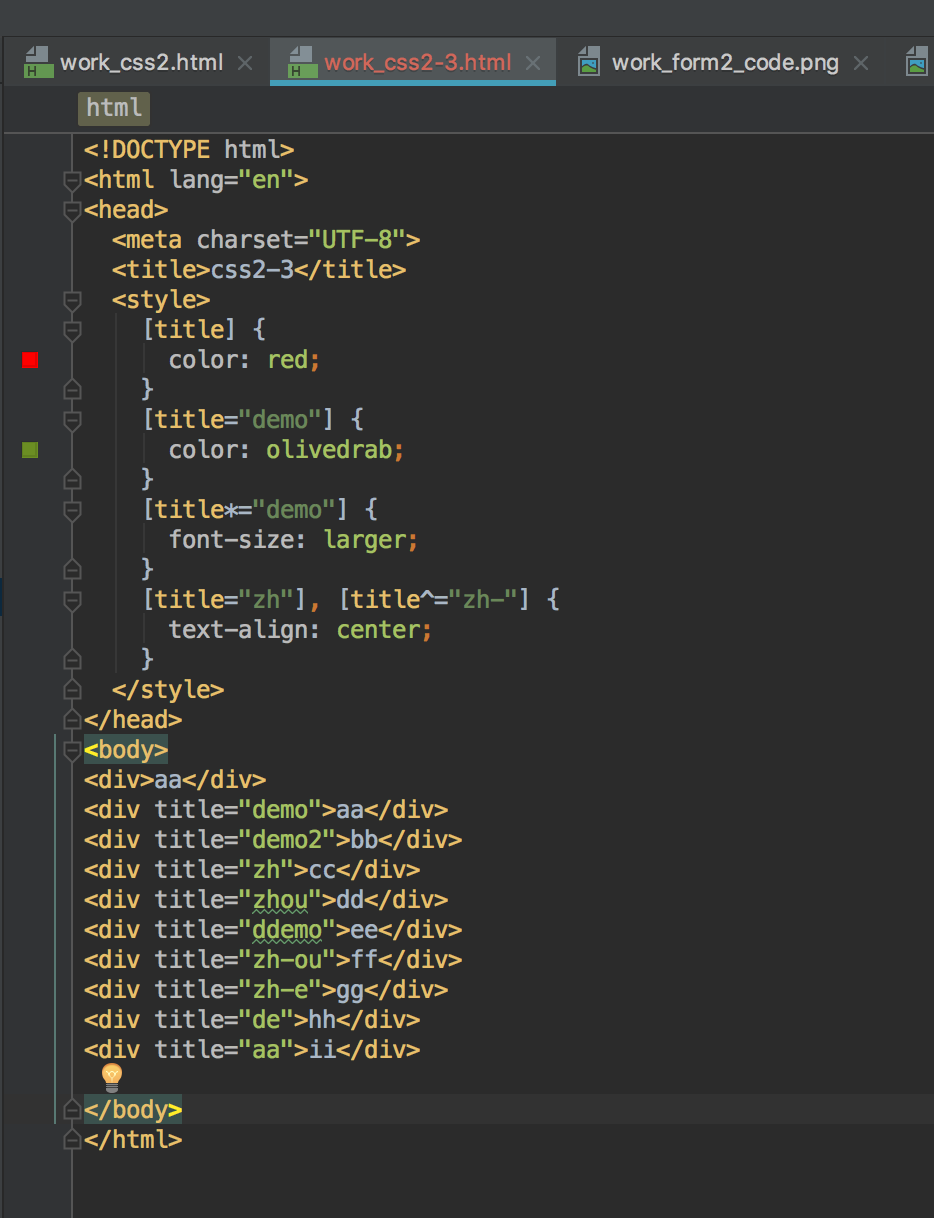 work_css2.html work_css2-3.html work_form2_code.png
html
<!DOCTYPE html>
<html lang="en">
<head>
  <meta charset="UTF-8">
  <title>css2-3</title>
  <style>
    [title] {
      color: red;
    }
    [title="demo"] {
      color: olivedrab;
    }
    [title*="demo"] {
      font-size: larger;
    }
    [title="zh"], [title^="zh-"] {
      text-align: center;
    }
  </style>
</head>
<body>
<div>aa</div>
<div title="demo">aa</div>
<div title="demo2">bb</div>
<div title="zh">cc</div>
<div title="zhou">dd</div>
<div title="ddemo">ee</div>
<div title="zh-ou">ff</div>
<div title="zh-e">gg</div>
<div title="de">hh</div>
<div title="aa">ii</div>
</body>
</html>